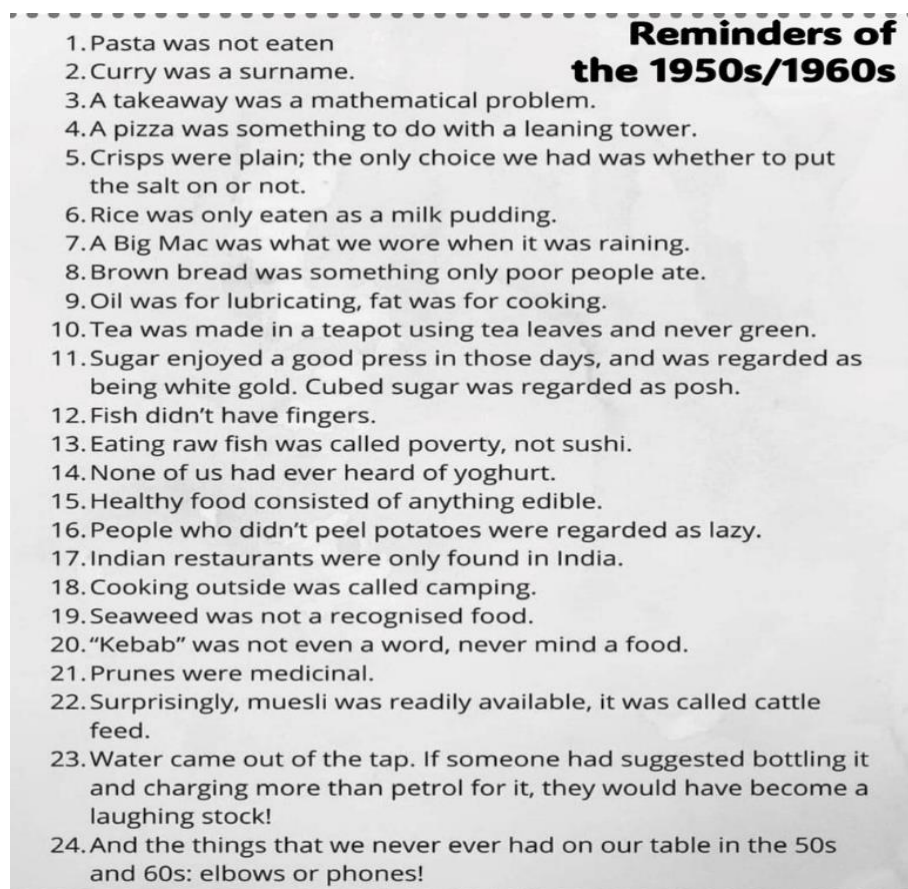 Reminders of
the 1950s/1960s
1. Pasta was not eaten
2. Curry was a surname.
3. A takeaway was a mathematical problem.
4. A pizza was something to do with a leaning tower.
5. Crisps were plain; the only choice we had was whether to put
the salt on or not.
6. Rice was only eaten as a milk pudding.
7. A Big Mac was what we wore when it was raining.
8. Brown bread was something only poor people ate.
9. Oil was for lubricating, fat was for cooking.
10. Tea was made in a teapot using tea leaves and never green.
11. Sugar enjoyed a good press in those days, and was regarded as
being white gold. Cubed sugar was regarded as posh.
12. Fish didn’t have fingers.
13. Eating raw fish was called poverty, not sushi.
14. None of us had ever heard of yoghurt.
15. Healthy food consisted of anything edible.
16. People who didn’t peel potatoes were regarded as lazy.
17. Indian restaurants were only found in India.
18. Cooking outside was called camping.
19. Seaweed was not a recognised food.
20. “Kebab” was not even a word, never mind a food.
21. Prunes were medicinal.
22. Surprisingly, muesli was readily available, it was called cattle
feed.
23. Water came out of the tap. If someone had suggested bottling it
and charging more than petrol for it, they would have become a
laughing stock!
24. And the things that we never ever had on our table in the 50s
and 60s: elbows or phones!